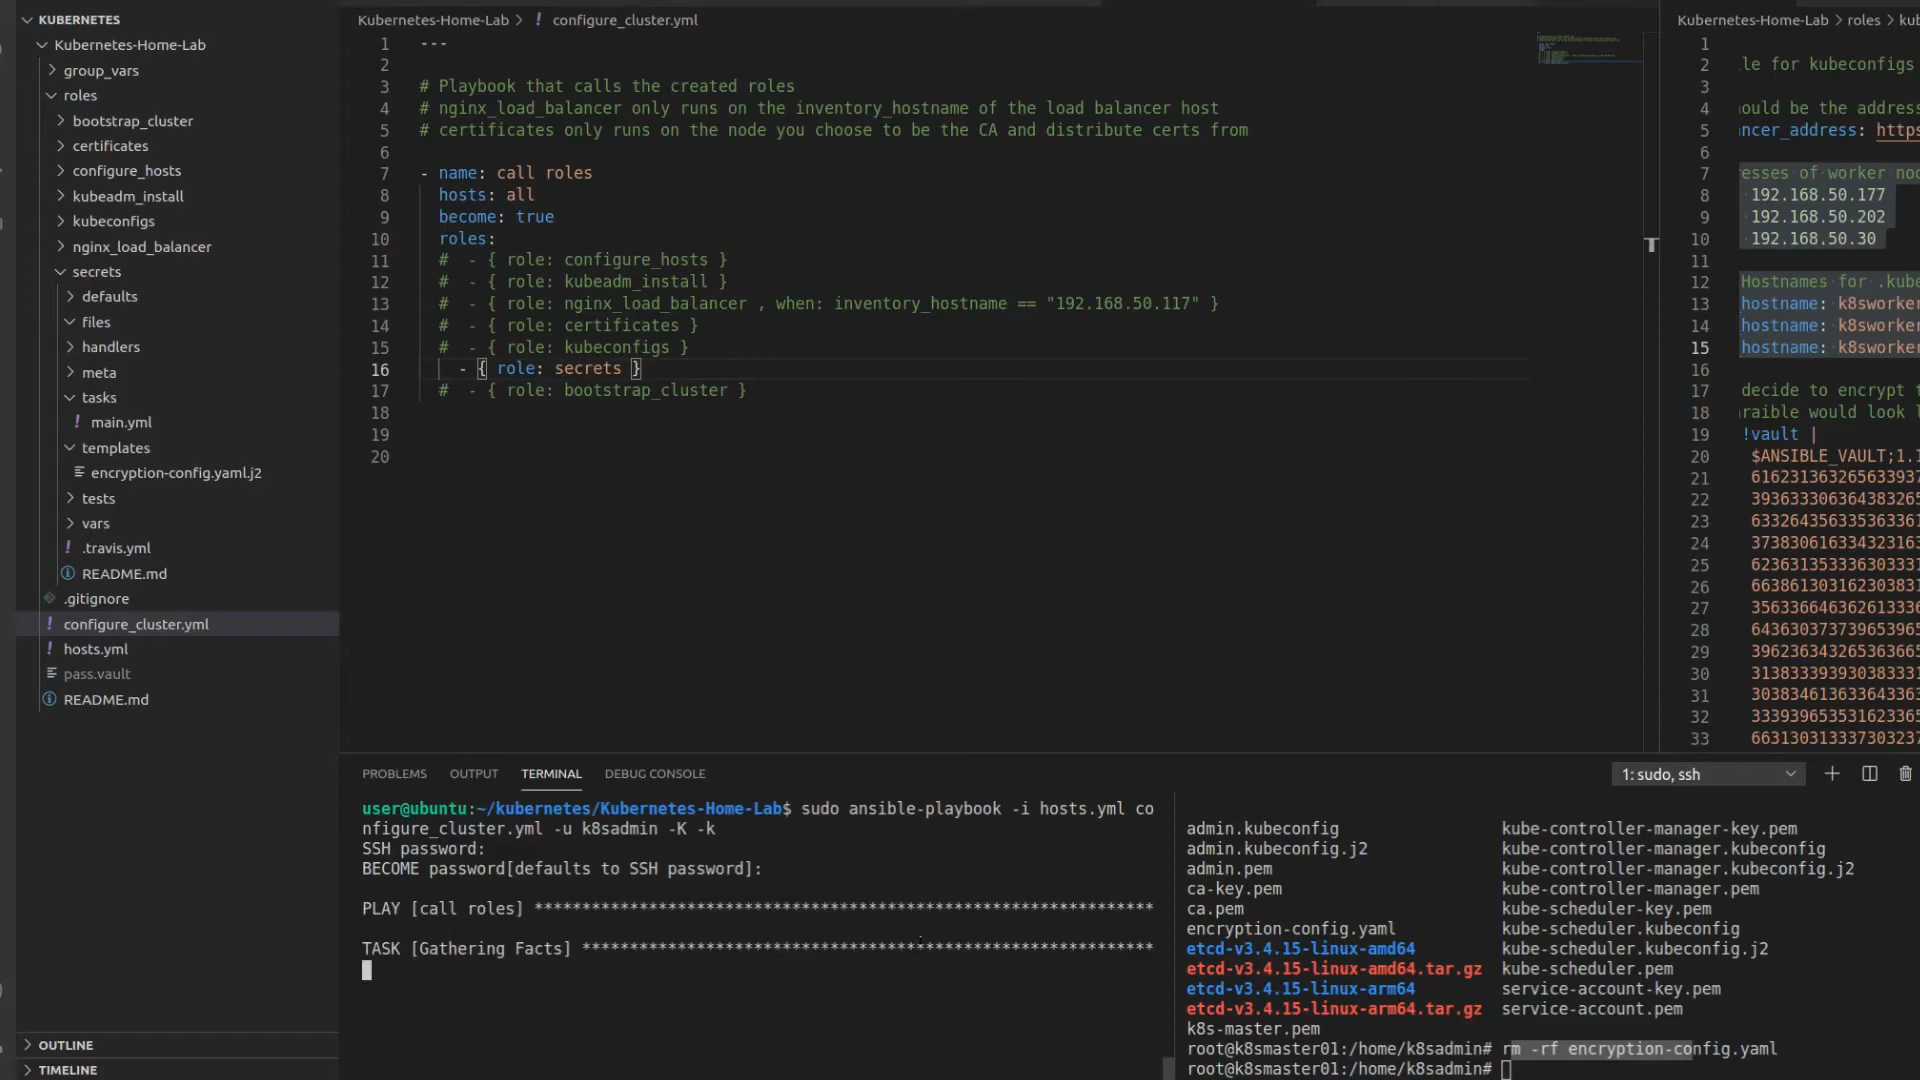 KUBERNETES
Kubernetes-Home-Lab
group_vars
roles
bootstrap_cluster
certificates
configure_hosts
kubeadm_install
kubeconfigs
nginx_load_balancer
secrets
defaults
files
handlers
meta
tasks
! main.yml
templates
encryption-config.yaml.j2
tests
vars
! .travis.yml
README.md
.gitignore
! configure_cluster.yml
! hosts.yml
pass.vault
README.md
OUTLINE
TIMELINE
Kubernetes-Home-Lab > ! configure_cluster.yml
1 ---
2
3 # Playbook that calls the created roles
4 # nginx_load_balancer only runs on the inventory_hostname of the load balancer host
5 # certificates only runs on the node you choose to be the CA and distribute certs from
6
7 - name: call roles
8 hosts: all
9 become: true
10 roles:
11 # - { role: configure_hosts }
12 # - { role: kubeadm_install }
13 # - { role: nginx_load_balancer , when: inventory_hostname == "192.168.50.117" }
14 # - { role: certificates }
15 # - { role: kubeconfigs }
16 - { role: secrets }
17 # - { role: bootstrap_cluster }
18
19
20
Kubernetes-Home-Lab > roles > kub
1
2 le for kubeconfigs
3
4 ould be the address
5 ncer_address: https
6
7 esses of worker nod
8 192.168.50.177
9 192.168.50.202
10 192.168.50.30
11
12 Hostnames for .kube
13 hostname: k8sworker
14 hostname: k8sworker
15 hostname: k8sworker
16
17 decide to encrypt t
18 raible would look l
19 !vault |
20 $ANSIBLE_VAULT;1.1
21 61623136326563393
22 39363330636438326
23 63326435633536336
24 37383061633432316
25 62363135333630333
26 66386130316230383
27 35633664636261333
28 64363037373965396
29 39623634326536366
30 31383339393038333
31 30383461363364336
32 33393965353162336
33 66313031333730323
PROBLEMS OUTPUT TERMINAL DEBUG CONSOLE
1: sudo, ssh
user@ubuntu:~/kubernetes/Kubernetes-Home-Lab$ sudo ansible-playbook -i hosts.yml co
nfigure_cluster.yml -u k8sadmin -K -k
SSH password:
BECOME password[defaults to SSH password]:
PLAY [call roles] *****************************************************************
TASK [Gathering Facts] ************************************************************
admin.kubeconfig kube-controller-manager-key.pem
admin.kubeconfig.j2 kube-controller-manager.kubeconfig
admin.pem kube-controller-manager.kubeconfig.j2
ca-key.pem kube-controller-manager.pem
ca.pem kube-scheduler-key.pem
encryption-config.yaml kube-scheduler.kubeconfig
etcd-v3.4.15-linux-amd64 kube-scheduler.kubeconfig.j2
etcd-v3.4.15-linux-amd64.tar.gz kube-scheduler.pem
etcd-v3.4.15-linux-arm64 service-account-key.pem
etcd-v3.4.15-linux-arm64.tar.gz service-account.pem
k8s-master.pem
root@k8smaster01:/home/k8sadmin# rm -rf encryption-config.yaml
root@k8smaster01:/home/k8sadmin#